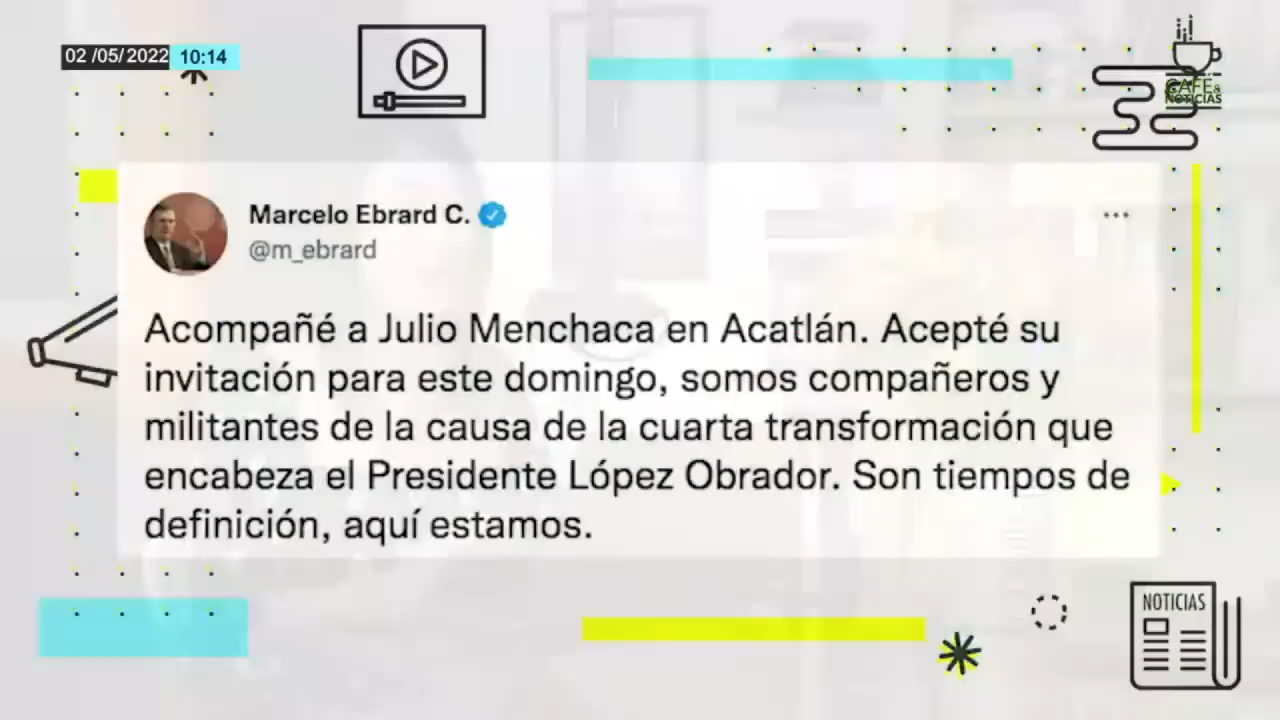 02 /05/ 2022 10:14
CAFÉ &
NOTICIAS
Marcelo Ebrard C.
@m_ebrard
Acompañé a Julio Menchaca en Acatlán. Acepté su
invitación para este domingo, somos compañeros y
militantes de la causa de la cuarta transformación que
encabeza el Presidente López Obrador. Son tiempos de
definición, aquí estamos.
NOTICIAS